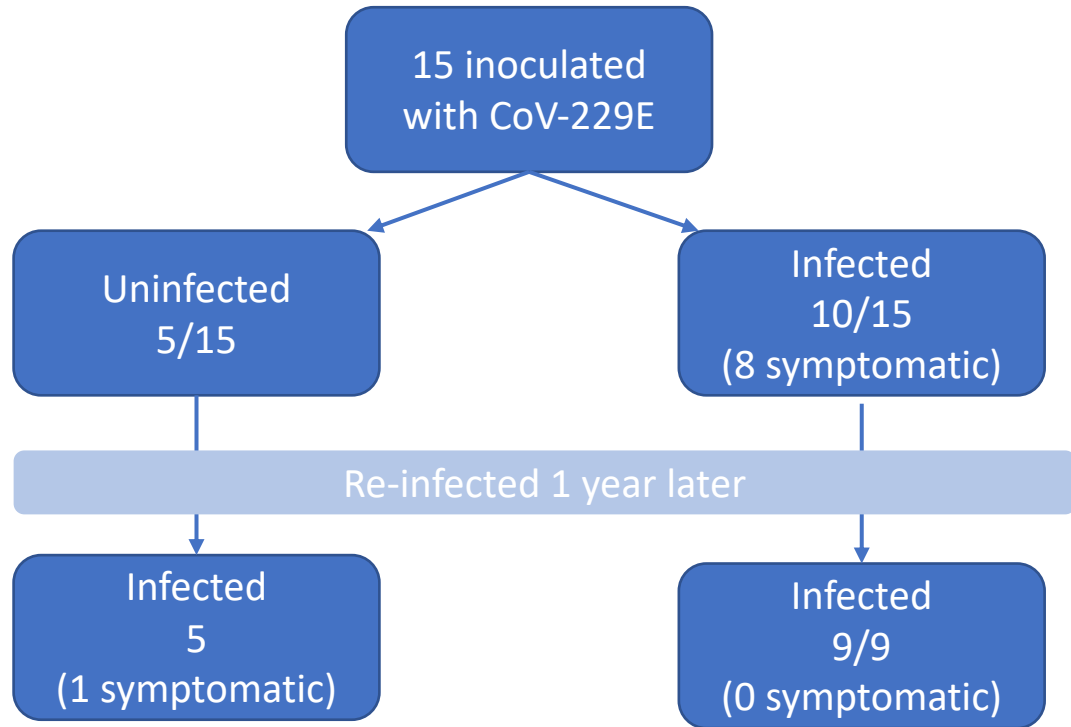 15 inoculated
with CoV-229E
Uninfected
5/15
Infected
10/15
(8 symptomatic)
Re-infected 1 year later
Infected
5
(1 symptomatic)
Infected
9/9
(0 symptomatic)